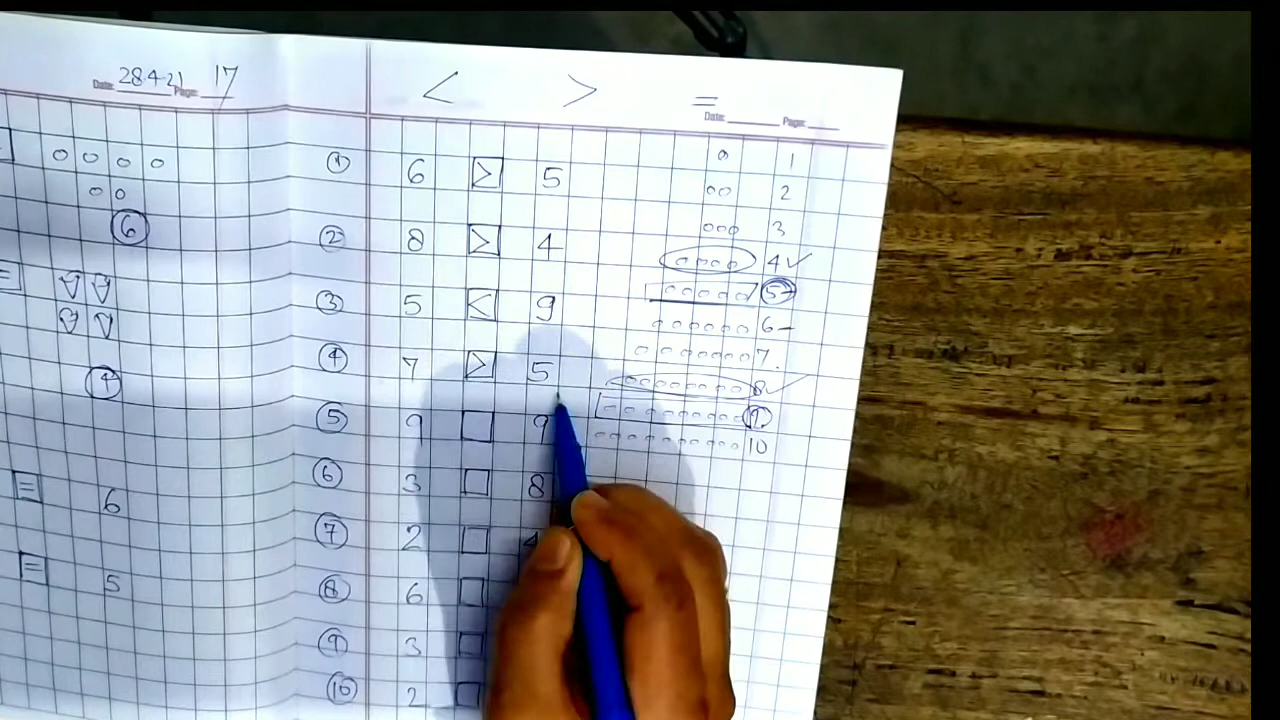 Date: 28.4.21 Page: 17
6
4
= 6
= 5
< > =
Date: Page:
① 6 > 5
② 8 > 4
③ 5 < 9
④ 7 > 5
⑤ 9 9
⑥ 3 8
⑦ 2 4
⑧ 6
⑨ 3
⑩ 2
1
2
3
4 ✓
5 -
6 -
7.
8 ✓
9
10